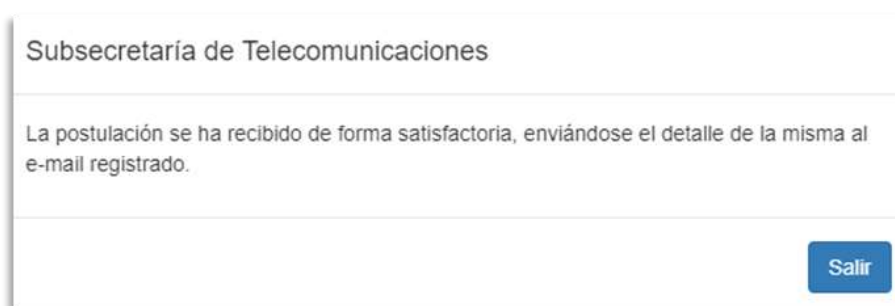 Subsecretaría de Telecomunicaciones
La postulación se ha recibido de forma satisfactoria, enviándose el detalle de la misma al
e-mail registrado.
Salir